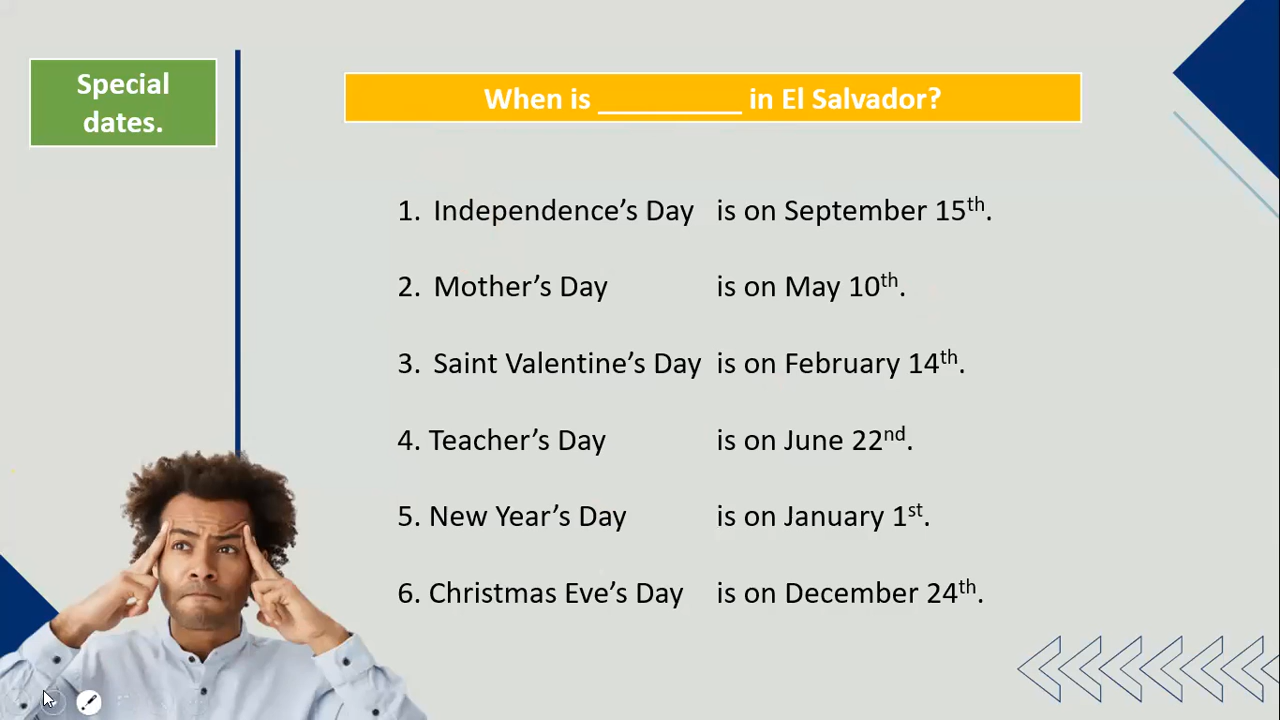 Special
dates.
When is _________ in El Salvador?
1. Independence’s Day is on September 15th.
2. Mother’s Day is on May 10th.
3. Saint Valentine’s Day is on February 14th.
4. Teacher’s Day is on June 22nd.
5. New Year’s Day is on January 1st.
6. Christmas Eve’s Day is on December 24th.